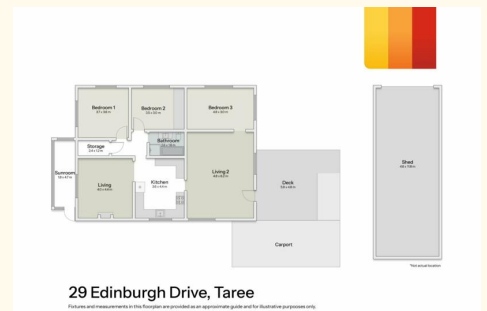 Bedroom 1
Bedroom 2
Bedroom 3
Bathroom
Storage
Sunroom
Living
Kitchen
Living 2
Deck
Shed
Carport
*Not actual location
29 Edinburgh Drive, Taree
Fixtures and measurements in this floorplan are provided as an approximate guide and for illustrative purposes only.